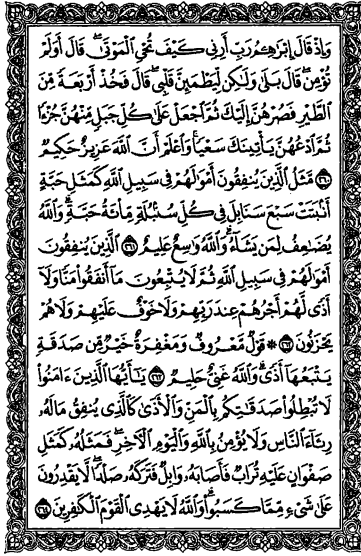 وَإِذْ قَالَ إِبْرَٰهِـۧمُ رَبِّ أَرِنِى كَيْفَ تُحْىِ ٱلْمَوْتَىٰ ۖ قَالَ أَوَلَمْ
تُؤْمِن ۖ قَالَ بَلَىٰ وَلَٰكِن لِّيَطْمَئِنَّ قَلْبِى ۖ قَالَ فَخُذْ أَرْبَعَةً مِّنَ
ٱلطَّيْرِ فَصُرْهُنَّ إِلَيْكَ ثُمَّ ٱجْعَلْ عَلَىٰ كُلِّ جَبَلٍ مِّنْهُنَّ جُزْءًا
ثُمَّ ٱدْعُهُنَّ يَأْتِينَكَ سَعْيًا ۚ وَٱعْلَمْ أَنَّ ٱللَّهَ عَزِيزٌ حَكِيمٌ
٢٦٠ مَّثَلُ ٱلَّذِينَ يُنفِقُونَ أَمْوَٰلَهُمْ فِى سَبِيلِ ٱللَّهِ كَمَثَلِ حَبَّةٍ
أَنۢبَتَتْ سَبْعَ سَنَابِلَ فِى كُلِّ سُنۢبُلَةٍ مِّا۟ئَةُ حَبَّةٍ ۗ وَٱللَّهُ
يُضَٰعِفُ لِمَن يَشَآءُ ۗ وَٱللَّهُ وَٰسِعٌ عَلِيمٌ ٢٦١ ٱلَّذِينَ يُنفِقُونَ
أَمْوَٰلَهُمْ فِى سَبِيلِ ٱللَّهِ ثُمَّ لَا يُتْبِعُونَ مَآ أَنفَقُوا۟ مَنًّا وَلَآ
أَذًى ۙ لَّهُمْ أَجْرُهُمْ عِندَ رَبِّهِمْ وَلَا خَوْفٌ عَلَيْهِمْ وَلَا هُمْ
يَحْزَنُونَ ٢٦٢ ۞ قَوْلٌ مَّعْرُوفٌ وَمَغْفِرَةٌ خَيْرٌ مِّن صَدَقَةٍ
يَتْبَعُهَآ أَذًى ۗ وَٱللَّهُ غَنِىٌّ حَلِيمٌ ٢٦٣ يَٰٓأَيُّهَا ٱلَّذِينَ ءَامَنُوا۟
لَا تُبْطِلُوا۟ صَدَقَٰتِكُم بِٱلْمَنِّ وَٱلْأَذَىٰ كَٱلَّذِى يُنفِقُ مَالَهُۥ
رِئَآءَ ٱلنَّاسِ وَلَا يُؤْمِنُ بِٱللَّهِ وَٱلْيَوْمِ ٱلْءَاخِرِ ۖ فَمَثَلُهُۥ كَمَثَلِ
صَفْوَانٍ عَلَيْهِ تُرَابٌ فَأَصَابَهُۥ وَابِلٌ فَتَرَكَهُۥ صَلْدًا ۖ لَّا يَقْدِرُونَ
عَلَىٰ شَىْءٍ مِّمَّا كَسَبُوا۟ ۗ وَٱللَّهُ لَا يَهْدِى ٱلْقَوْمَ ٱلْكَٰفِرِينَ ٢٦٤